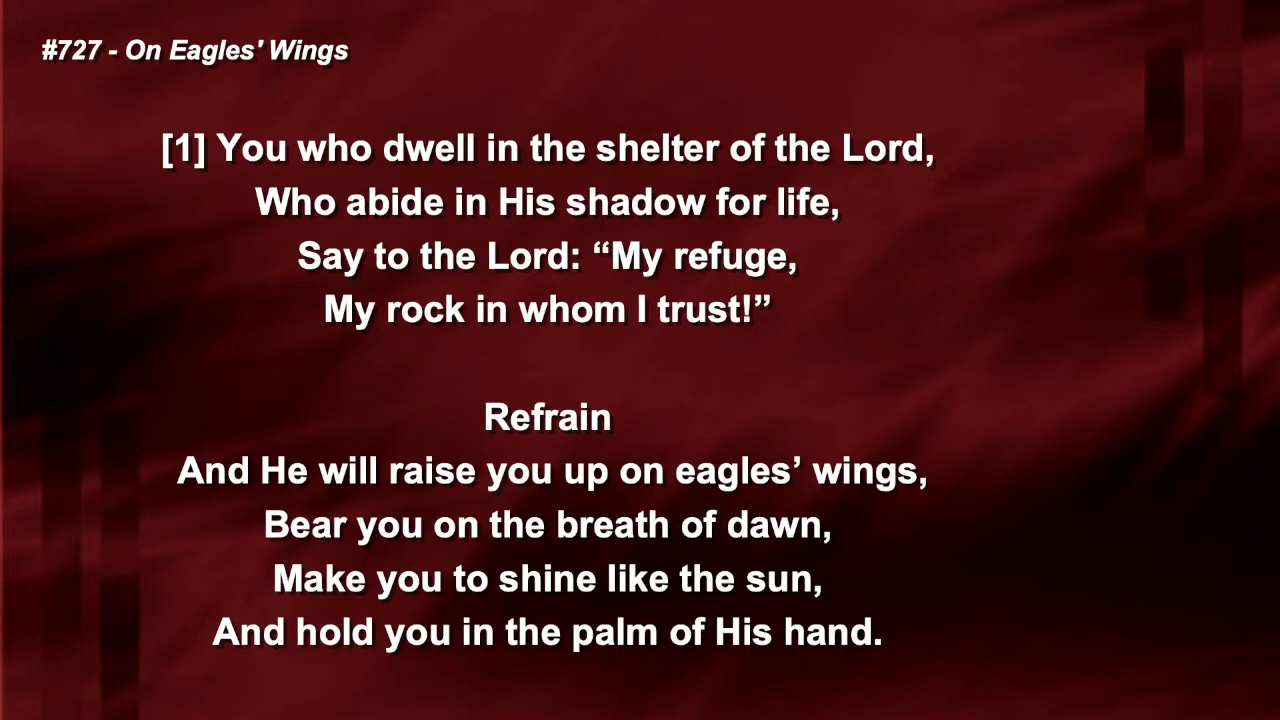 #727 - On Eagles' Wings
[1] You who dwell in the shelter of the Lord,
Who abide in His shadow for life,
Say to the Lord: “My refuge,
My rock in whom I trust!”
Refrain
And He will raise you up on eagles’ wings,
Bear you on the breath of dawn,
Make you to shine like the sun,
And hold you in the palm of His hand.